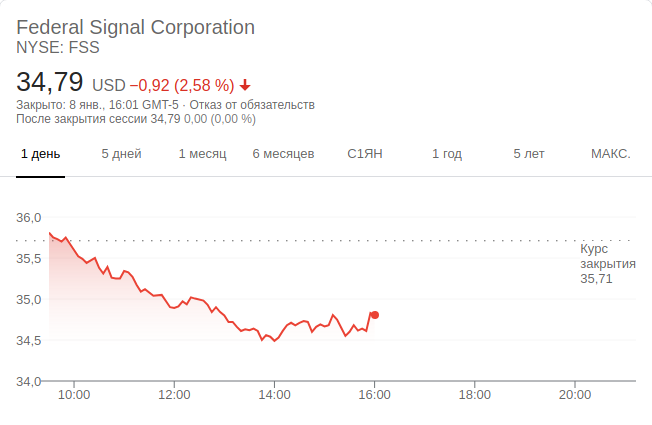 Federal Signal Corporation
NYSE: FSS
34,79 USD −0,92 (2,58 %)
Закрыто: 8 янв., 16:01 GMT-5 · Отказ от обязательств
После закрытия сессии 34,79 0,00 (0,00 %)
1 день 5 дней 1 месяц 6 месяцев С1ЯН 1 год 5 лет МАКС.
36,0
35,5
35,0
34,5
34,0
Курс
закрытия
35,71
10:00 12:00 14:00 16:00 18:00 20:00